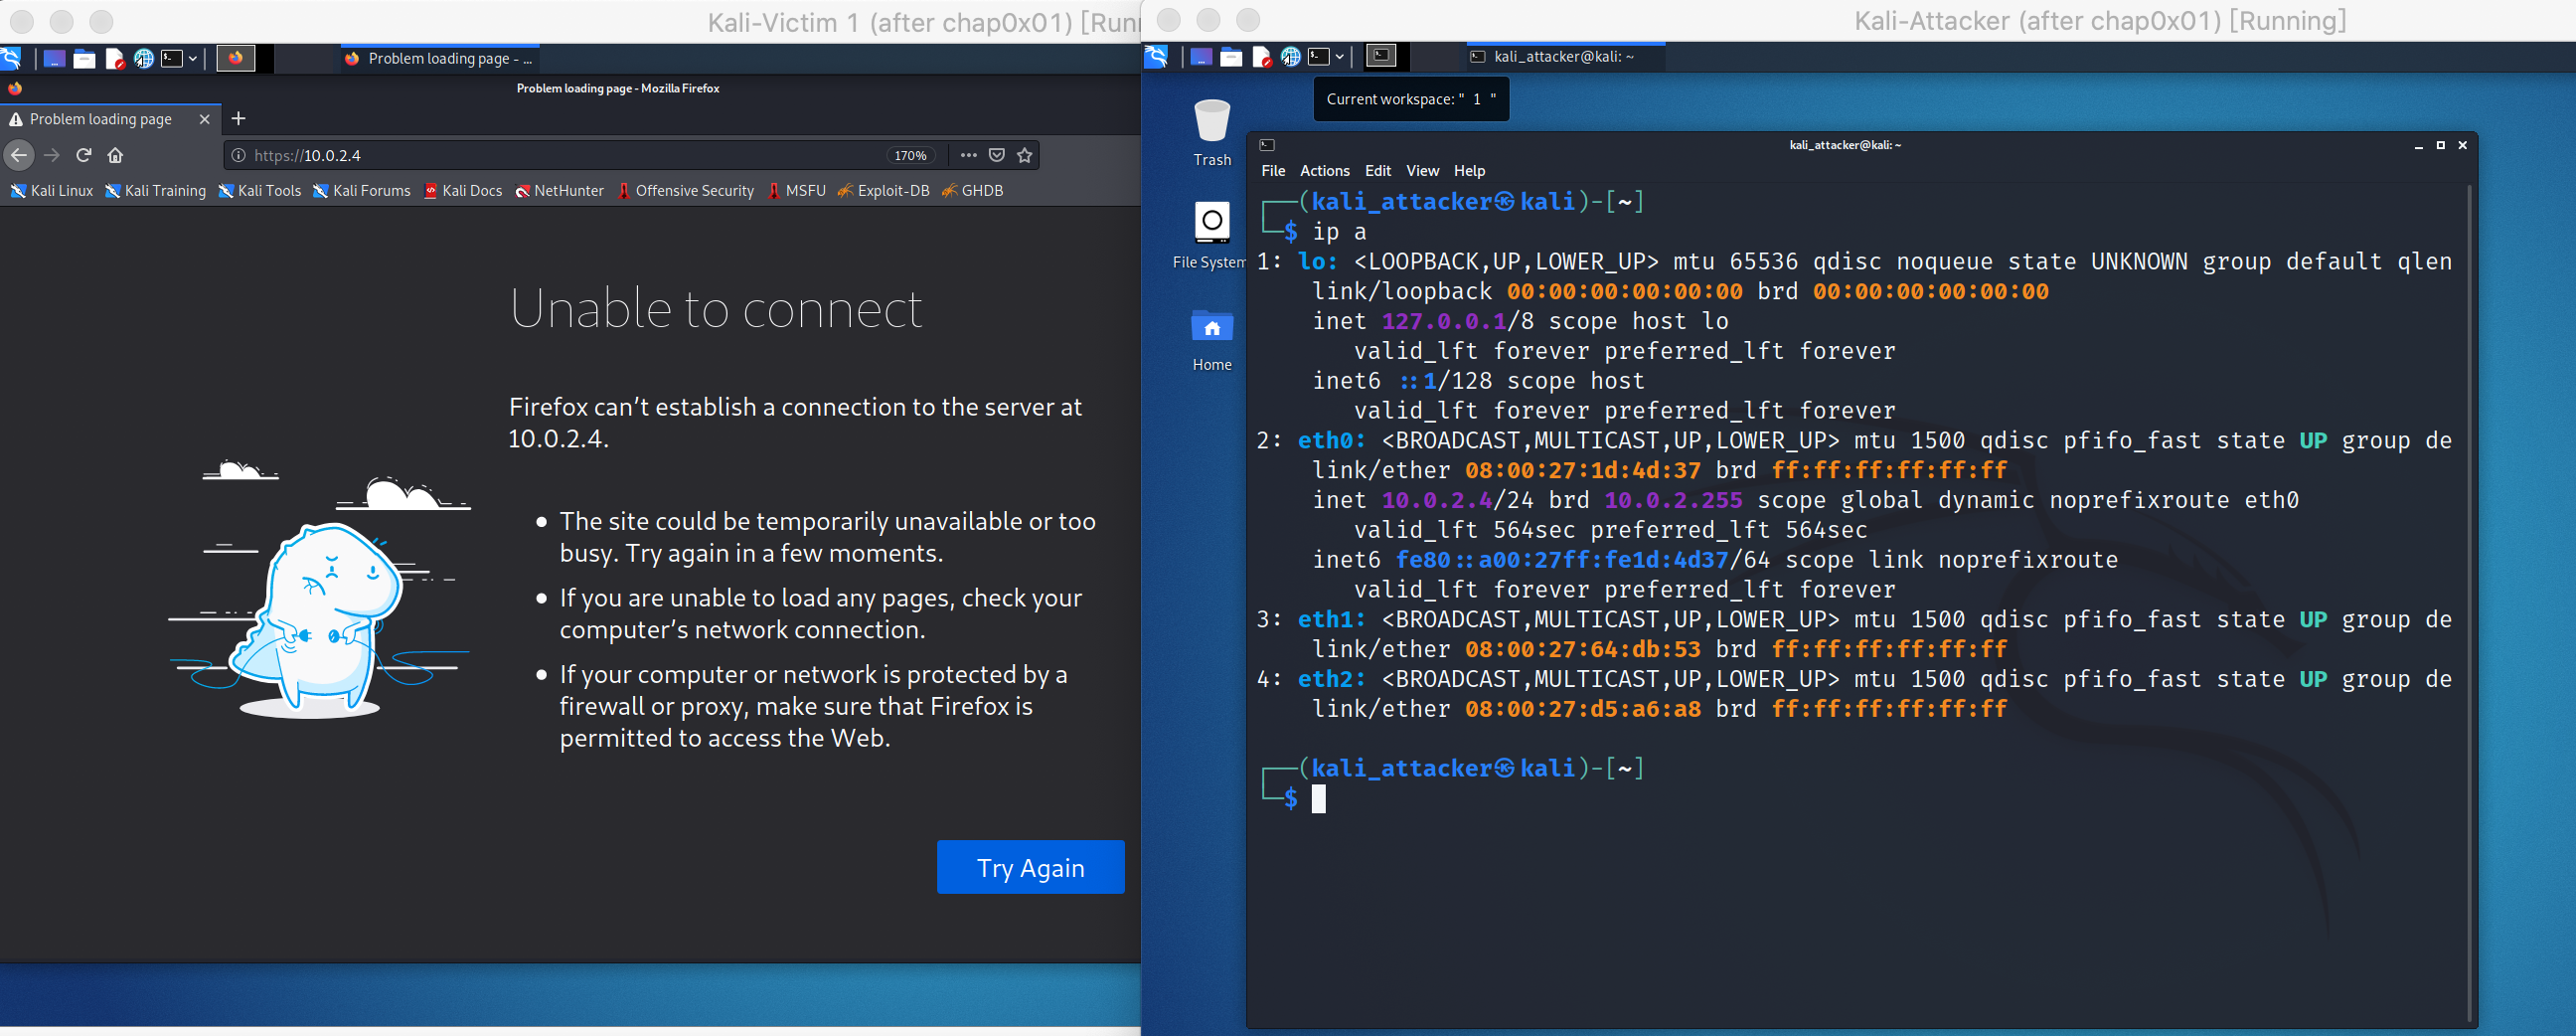 Kali-Victim 1 (after chap0x01) [Runn
Problem loading page - ...
Problem loading page - Mozilla Firefox
Problem loading page
https://10.0.2.4
170%
Kali Linux Kali Training Kali Tools Kali Forums Kali Docs NetHunter Offensive Security MSFU Exploit-DB GHDB
Unable to connect
Firefox can’t establish a connection to the server at
10.0.2.4.
The site could be temporarily unavailable or too
busy. Try again in a few moments.
If you are unable to load any pages, check your
computer’s network connection.
If your computer or network is protected by a
firewall or proxy, make sure that Firefox is
permitted to access the Web.
Try Again
Kali-Attacker (after chap0x01) [Running]
kali_attacker@kali: ~
Current workspace: " 1 "
Trash
File System
Home
kali_attacker@kali: ~
File Actions Edit View Help
┌──(kali_attacker㉿kali)-[~]
└─$ ip a
1: lo: <LOOPBACK,UP,LOWER_UP> mtu 65536 qdisc noqueue state UNKNOWN group default qlen
link/loopback 00:00:00:00:00:00 brd 00:00:00:00:00:00
inet 127.0.0.1/8 scope host lo
valid_lft forever preferred_lft forever
inet6 ::1/128 scope host
valid_lft forever preferred_lft forever
2: eth0: <BROADCAST,MULTICAST,UP,LOWER_UP> mtu 1500 qdisc pfifo_fast state UP group de
link/ether 08:00:27:1d:4d:37 brd ff:ff:ff:ff:ff:ff
inet 10.0.2.4/24 brd 10.0.2.255 scope global dynamic noprefixroute eth0
valid_lft 564sec preferred_lft 564sec
inet6 fe80::a00:27ff:fe1d:4d37/64 scope link noprefixroute
valid_lft forever preferred_lft forever
3: eth1: <BROADCAST,MULTICAST,UP,LOWER_UP> mtu 1500 qdisc pfifo_fast state UP group de
link/ether 08:00:27:64:db:53 brd ff:ff:ff:ff:ff:ff
4: eth2: <BROADCAST,MULTICAST,UP,LOWER_UP> mtu 1500 qdisc pfifo_fast state UP group de
link/ether 08:00:27:d5:a6:a8 brd ff:ff:ff:ff:ff:ff
┌──(kali_attacker㉿kali)-[~]
└─$